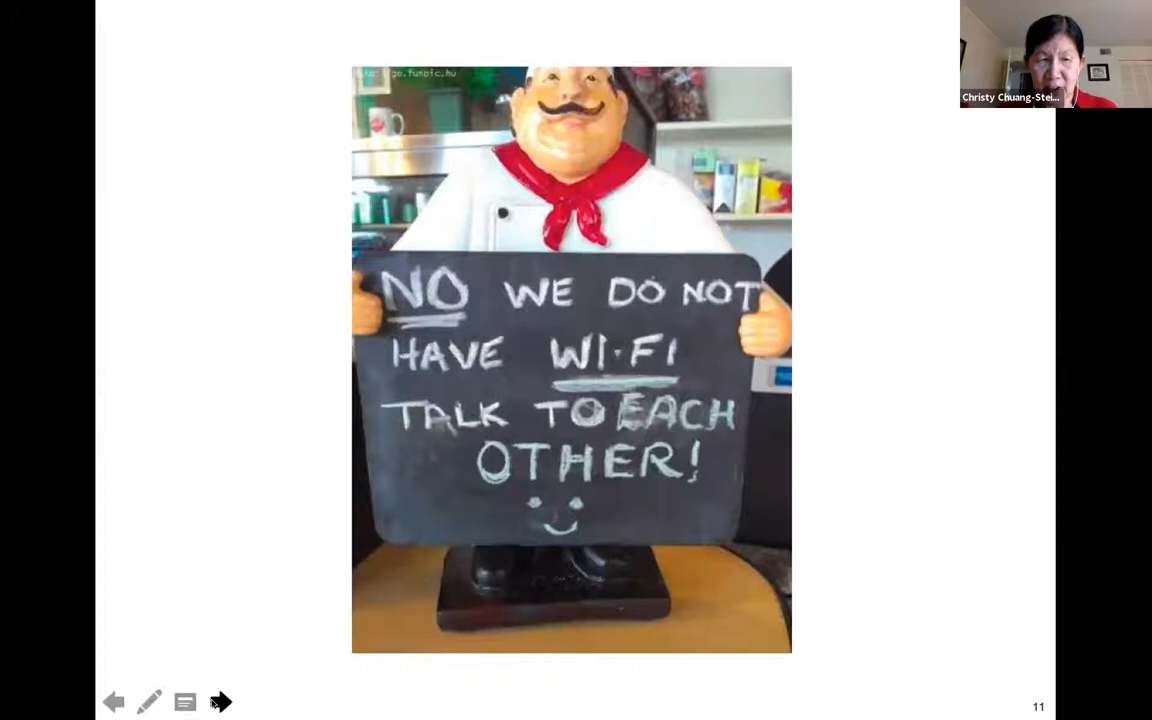 Christy Chuang-Stei...
NO WE DO NOT
HAVE WI-FI
TALK TO EACH
OTHER!
11